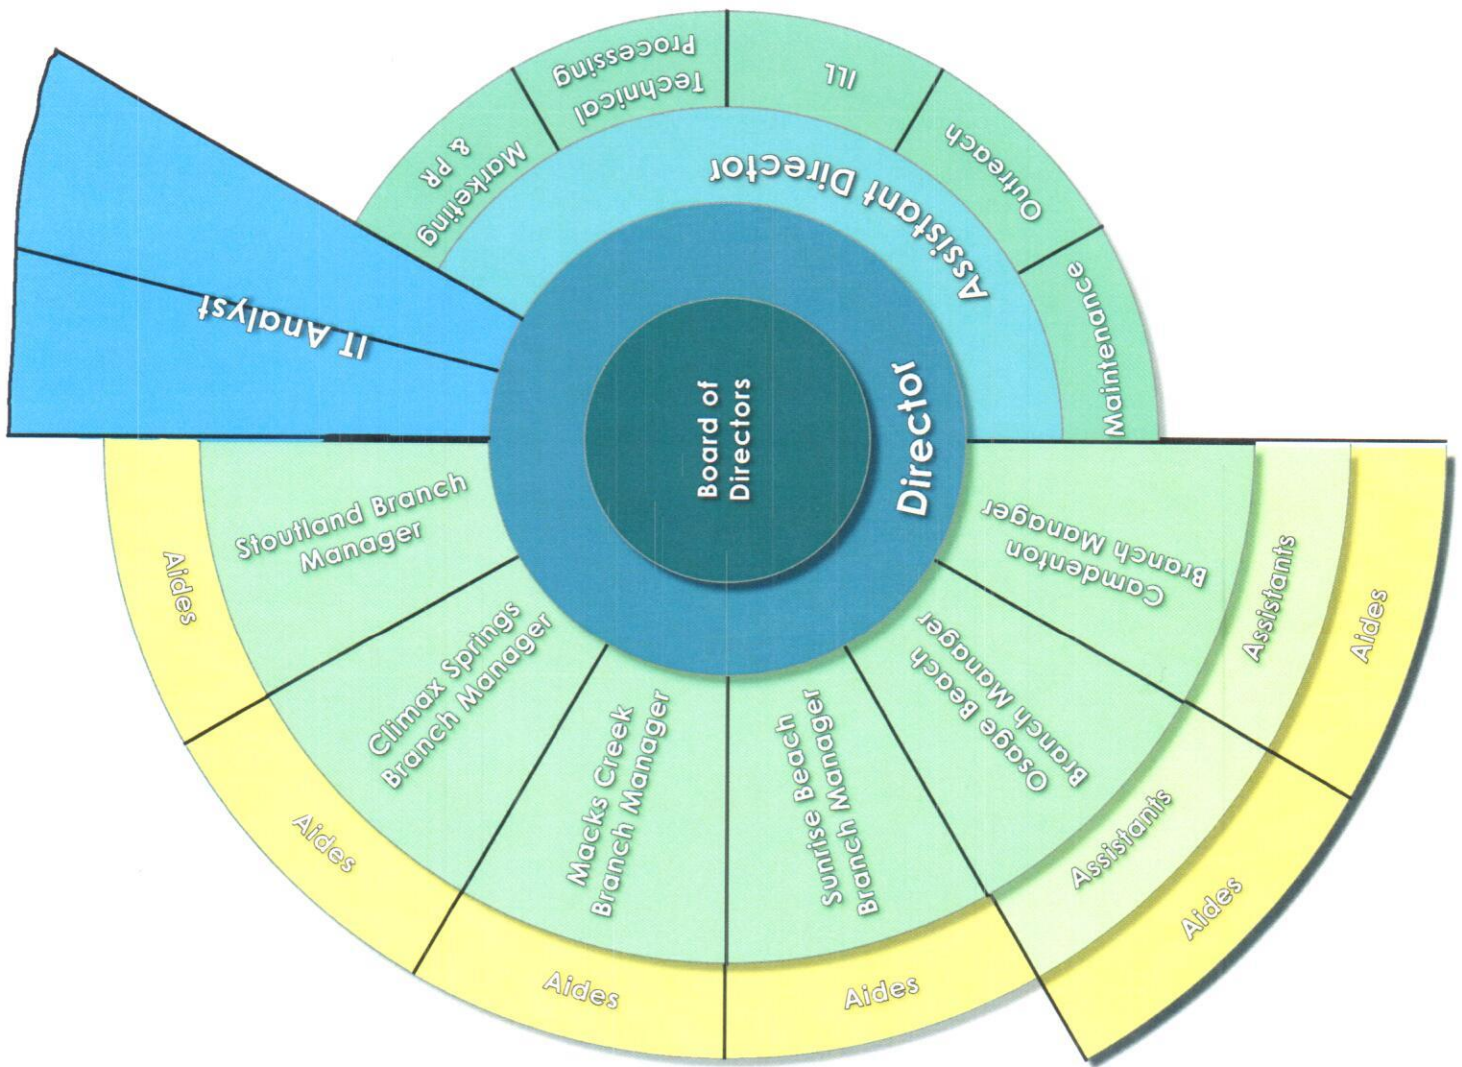 Board of
Directors
Director
Assistant Director
Marketing
& PR
Technical
Processing
ILL
Outreach
Maintenance
IT Analyst
Stoutland Branch
Manager
Aides
Climax Springs
Branch Manager
Aides
Macks Creek
Branch Manager
Aides
Sunrise Beach
Branch Manager
Aides
Osage Beach
Branch Manager
Assistants
Aides
Camdenton
Branch Manager
Assistants
Aides